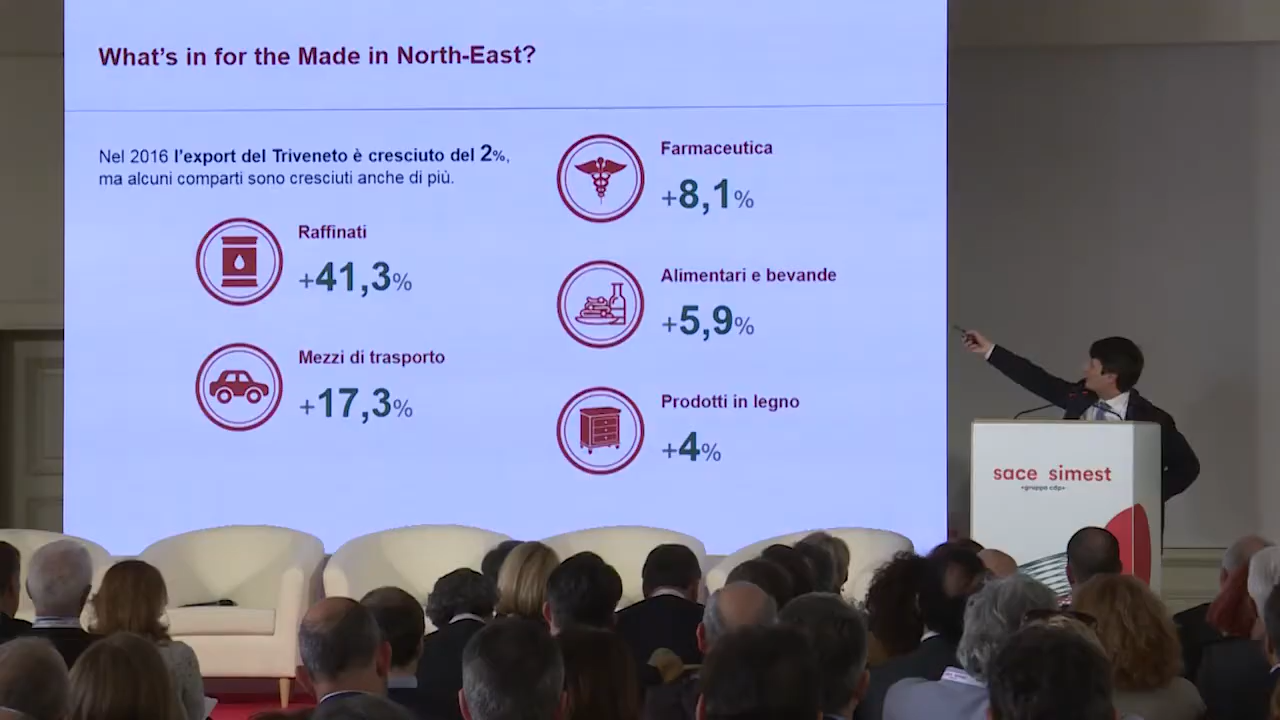 What's in for the Made in North-East?
Nel 2016 l'export del Triveneto è cresciuto del 2%,
ma alcuni comparti sono cresciuti anche di più.
Raffinati
+41,3%
Mezzi di trasporto
+17,3%
Farmaceutica
+8,1%
Alimentari e bevande
+5,9%
Prodotti in legno
+4%
sace simest
gruppo cdp